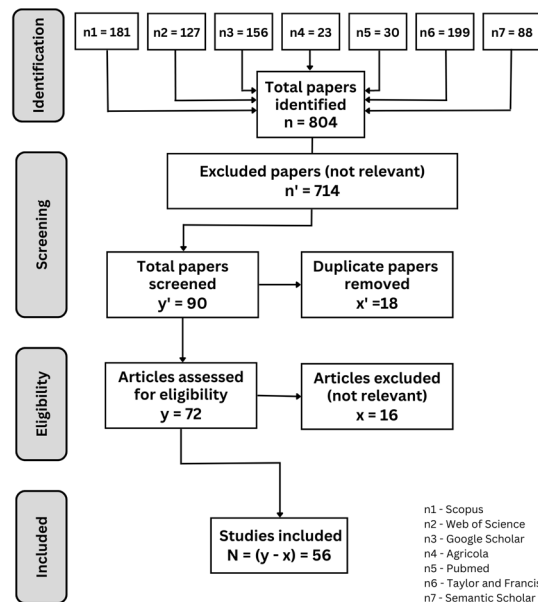 Identification
n1 = 181
n2 = 127
n3 = 156
n4 = 23
n5 = 30
n6 = 199
n7 = 88
Total papers
identified
n = 804
Screening
Excluded papers (not relevant)
n' = 714
Total papers
screened
y' = 90
Duplicate papers
removed
x' =18
Eligibility
Articles assessed
for eligibility
y = 72
Articles excluded
(not relevant)
x = 16
Included
Studies included
N = (y - x) = 56
n1 - Scopus
n2 - Web of Science
n3 - Google Scholar
n4 - Agricola
n5 - Pubmed
n6 - Taylor and Francis
n7 - Semantic Scholar